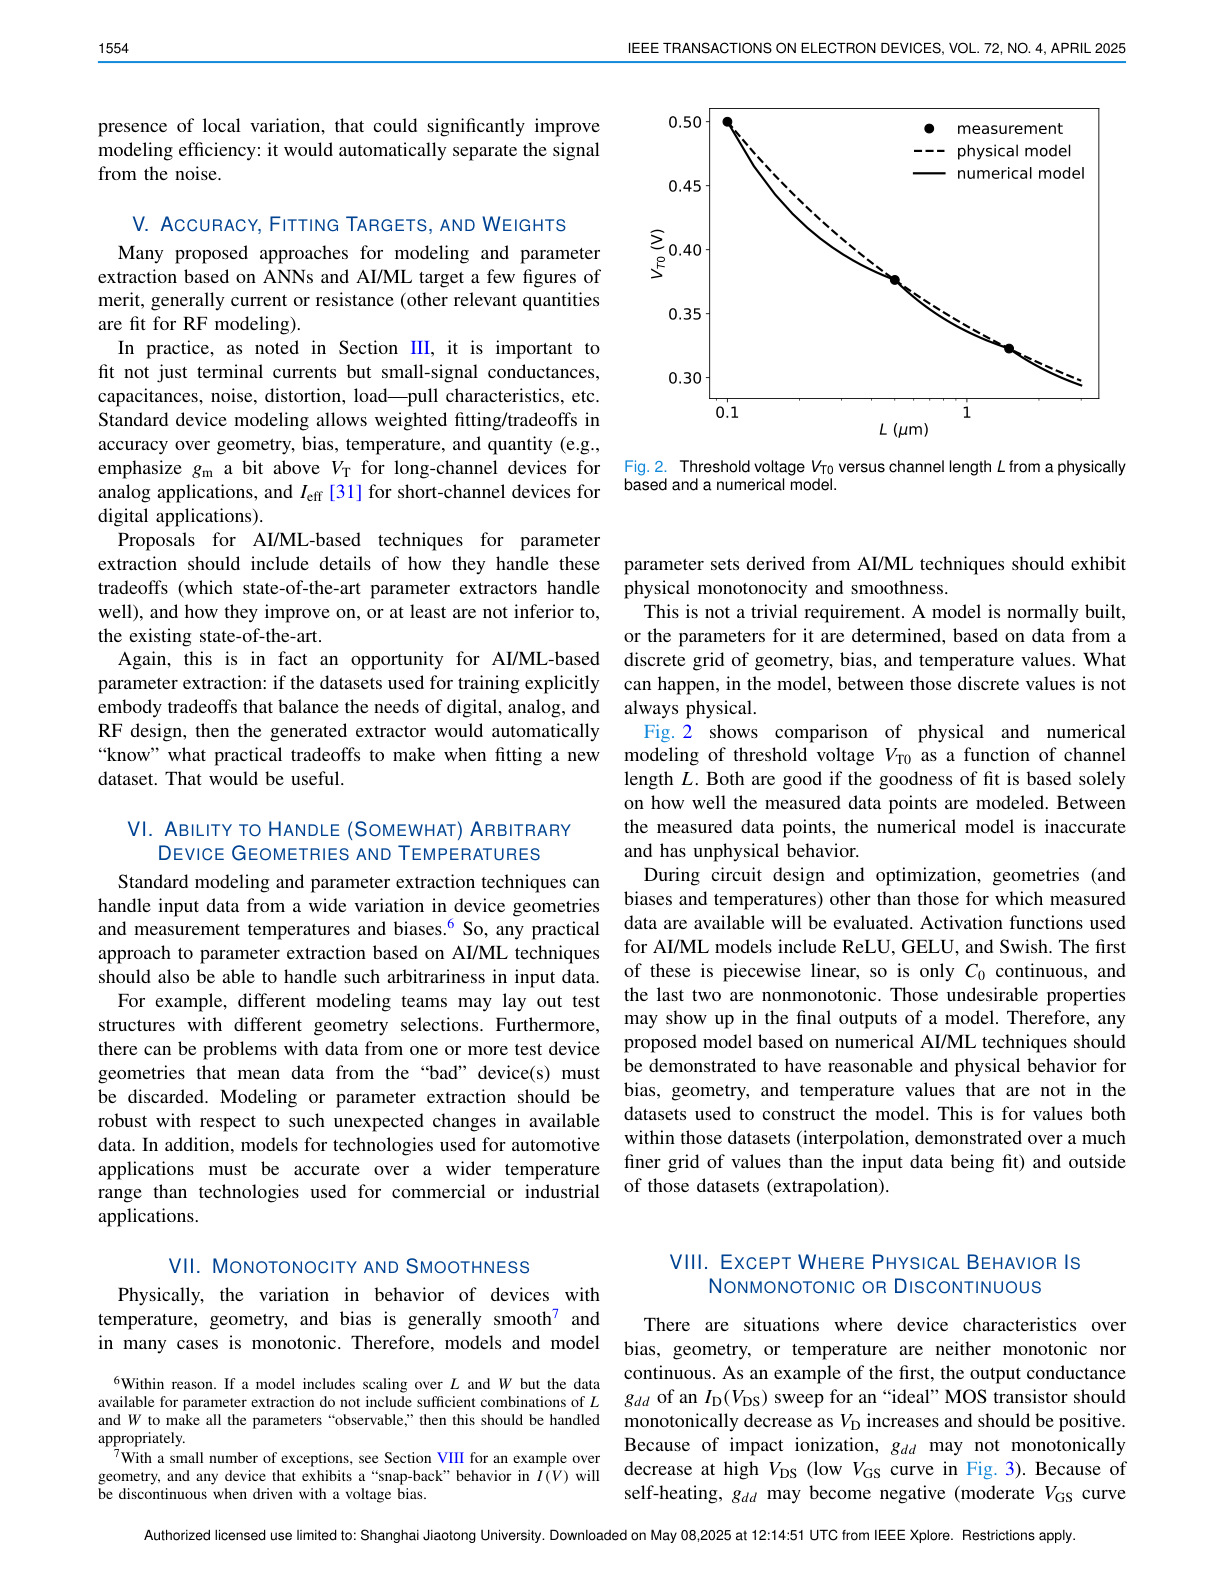 1554
IEEE TRANSACTIONS ON ELECTRON DEVICES, VOL. 72, NO. 4, APRIL 2025
presence of local variation, that could significantly improve
modeling efficiency: it would automatically separate the signal
from the noise.
V. ACCURACY, FITTING TARGETS, AND WEIGHTS
Many proposed approaches for modeling and parameter
extraction based on ANNs and AI/ML target a few figures of
merit, generally current or resistance (other relevant quantities
are fit for RF modeling).
In practice, as noted in Section III, it is important to
fit not just terminal currents but small-signal conductances,
capacitances, noise, distortion, load—pull characteristics, etc.
Standard device modeling allows weighted fitting/tradeoffs in
accuracy over geometry, bias, temperature, and quantity (e.g.,
emphasize gm a bit above VT for long-channel devices for
analog applications, and Ieff [31] for short-channel devices for
digital applications).
Proposals for AI/ML-based techniques for parameter
extraction should include details of how they handle these
tradeoffs (which state-of-the-art parameter extractors handle
well), and how they improve on, or at least are not inferior to,
the existing state-of-the-art.
Again, this is in fact an opportunity for AI/ML-based
parameter extraction: if the datasets used for training explicitly
embody tradeoffs that balance the needs of digital, analog, and
RF design, then the generated extractor would automatically
“know” what practical tradeoffs to make when fitting a new
dataset. That would be useful.
VI. ABILITY TO HANDLE (SOMEWHAT) ARBITRARY
DEVICE GEOMETRIES AND TEMPERATURES
Standard modeling and parameter extraction techniques can
handle input data from a wide variation in device geometries
and measurement temperatures and biases.6 So, any practical
approach to parameter extraction based on AI/ML techniques
should also be able to handle such arbitrariness in input data.
For example, different modeling teams may lay out test
structures with different geometry selections. Furthermore,
there can be problems with data from one or more test device
geometries that mean data from the “bad” device(s) must
be discarded. Modeling or parameter extraction should be
robust with respect to such unexpected changes in available
data. In addition, models for technologies used for automotive
applications must be accurate over a wider temperature
range than technologies used for commercial or industrial
applications.
VII. MONOTONOCITY AND SMOOTHNESS
Physically, the variation in behavior of devices with
temperature, geometry, and bias is generally smooth7 and
in many cases is monotonic. Therefore, models and model
6Within reason. If a model includes scaling over L and W but the data
available for parameter extraction do not include sufficient combinations of L
and W to make all the parameters “observable,” then this should be handled
appropriately.
7With a small number of exceptions, see Section VIII for an example over
geometry, and any device that exhibits a “snap-back” behavior in I(V) will
be discontinuous when driven with a voltage bias.
0.50
0.45
0.40
0.35
0.30
VT0 (V)
measurement
physical model
numerical model
0.1
1
L (μm)
Fig. 2. Threshold voltage VT0 versus channel length L from a physically
based and a numerical model.
parameter sets derived from AI/ML techniques should exhibit
physical monotonocity and smoothness.
This is not a trivial requirement. A model is normally built,
or the parameters for it are determined, based on data from a
discrete grid of geometry, bias, and temperature values. What
can happen, in the model, between those discrete values is not
always physical.
Fig. 2 shows comparison of physical and numerical
modeling of threshold voltage VT0 as a function of channel
length L. Both are good if the goodness of fit is based solely
on how well the measured data points are modeled. Between
the measured data points, the numerical model is inaccurate
and has unphysical behavior.
During circuit design and optimization, geometries (and
biases and temperatures) other than those for which measured
data are available will be evaluated. Activation functions used
for AI/ML models include ReLU, GELU, and Swish. The first
of these is piecewise linear, so is only C0 continuous, and
the last two are nonmonotonic. Those undesirable properties
may show up in the final outputs of a model. Therefore, any
proposed model based on numerical AI/ML techniques should
be demonstrated to have reasonable and physical behavior for
bias, geometry, and temperature values that are not in the
datasets used to construct the model. This is for values both
within those datasets (interpolation, demonstrated over a much
finer grid of values than the input data being fit) and outside
of those datasets (extrapolation).
VIII. EXCEPT WHERE PHYSICAL BEHAVIOR IS
NONMONOTONIC OR DISCONTINUOUS
There are situations where device characteristics over
bias, geometry, or temperature are neither monotonic nor
continuous. As an example of the first, the output conductance
gdd of an ID(VDS) sweep for an “ideal” MOS transistor should
monotonically decrease as VD increases and should be positive.
Because of impact ionization, gdd may not monotonically
decrease at high VDS (low VGS curve in Fig. 3). Because of
self-heating, gdd may become negative (moderate VGS curve
Authorized licensed use limited to: Shanghai Jiaotong University. Downloaded on May 08,2025 at 12:14:51 UTC from IEEE Xplore. Restrictions apply.